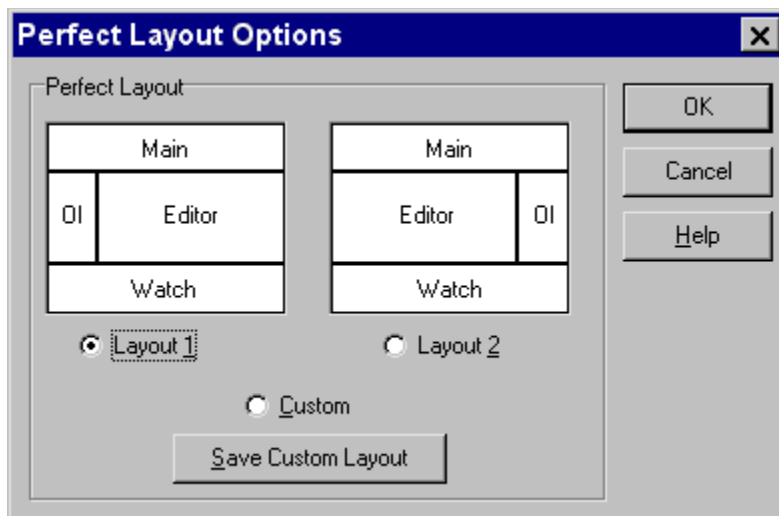 Perfect Layout Options
Perfect Layout
Main
OI
Editor
Watch
Layout 1
Main
Editor
OI
Watch
Layout 2
Custom
Save Custom Layout
OK
Cancel
Help